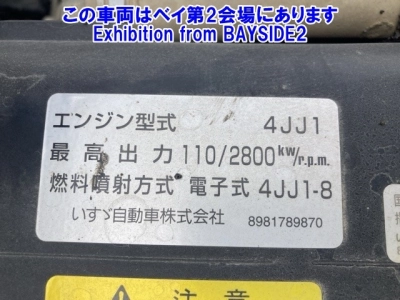 この車両はベイ第2会場にあります
Exhibition from BAYSIDE2
エンジン型式 4JJ1
最高出力 110/2800 kW/r.p.m.
燃料噴射方式 電子式 4JJ1-8
いすゞ自動車株式会社 8981789870
注意
国